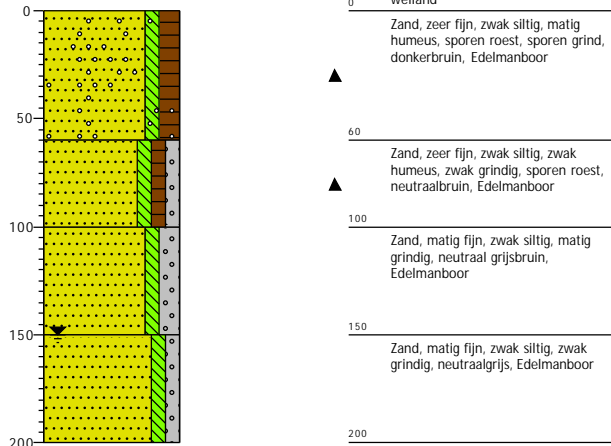 0
50
100
150
200
0
weiland
Zand, zeer fijn, zwak siltig, matig
humeus, sporen roest, sporen grind,
donkerbruin, Edelmanboor
60
Zand, zeer fijn, zwak siltig, zwak
humeus, zwak grindig, sporen roest,
neutraalbruin, Edelmanboor
100
Zand, matig fijn, zwak siltig, matig
grindig, neutraal grijsbruin,
Edelmanboor
150
Zand, matig fijn, zwak siltig, zwak
grindig, neutraalgrijs, Edelmanboor
200